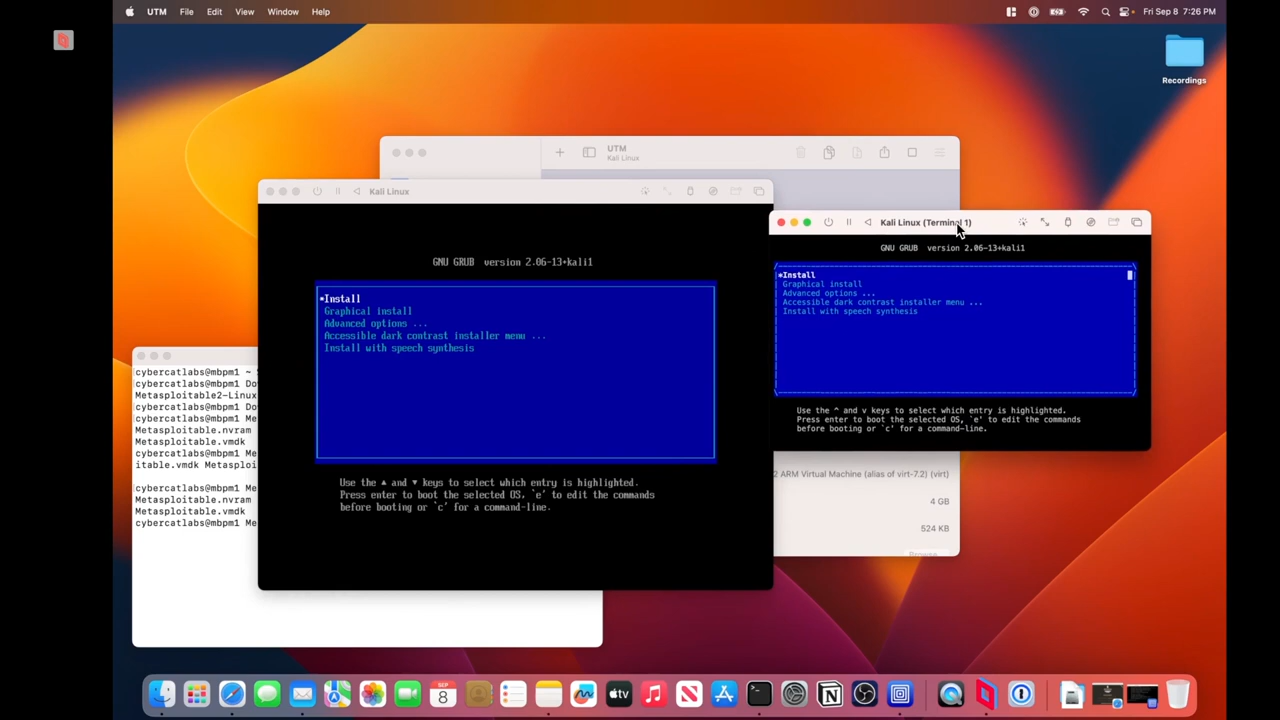 UTM File Edit View Window Help
Fri Sep 8 7:26 PM
Recordings
UTM
Kali Linux
Kali Linux
GNU GRUB version 2.06-13+kali1
*Install
Graphical install
Advanced options ...
Accessible dark contrast installer menu ...
Install with speech synthesis
Use the ▲ and ▼ keys to select which entry is highlighted.
Press enter to boot the selected OS, `e' to edit the commands
before booting or `c' for a command-line.
Kali Linux (Terminal 1)
GNU GRUB version 2.06-13+kali1
*Install
Graphical install
Advanced options ...
Accessible dark contrast installer menu ...
Install with speech synthesis
Use the ^ and v keys to select which entry is highlighted.
Press enter to boot the selected OS, `e' to edit the commands
before booting or `c' for a command-line.
2 ARM Virtual Machine (alias of virt-7.2) (virt)
4 GB
524 KB
cybercatlabs@mbpm1 ~
cybercatlabs@mbpm1 Do
Metasploitable2-Linux
cybercatlabs@mbpm1 Do
cybercatlabs@mbpm1 Me
Metasploitable.nvram
Metasploitable.vmdk
cybercatlabs@mbpm1 Me
itable.vmdk Metasploi
cybercatlabs@mbpm1 Me
Metasploitable.nvram
Metasploitable.vmdk
cybercatlabs@mbpm1 Me
SEP
8
tv